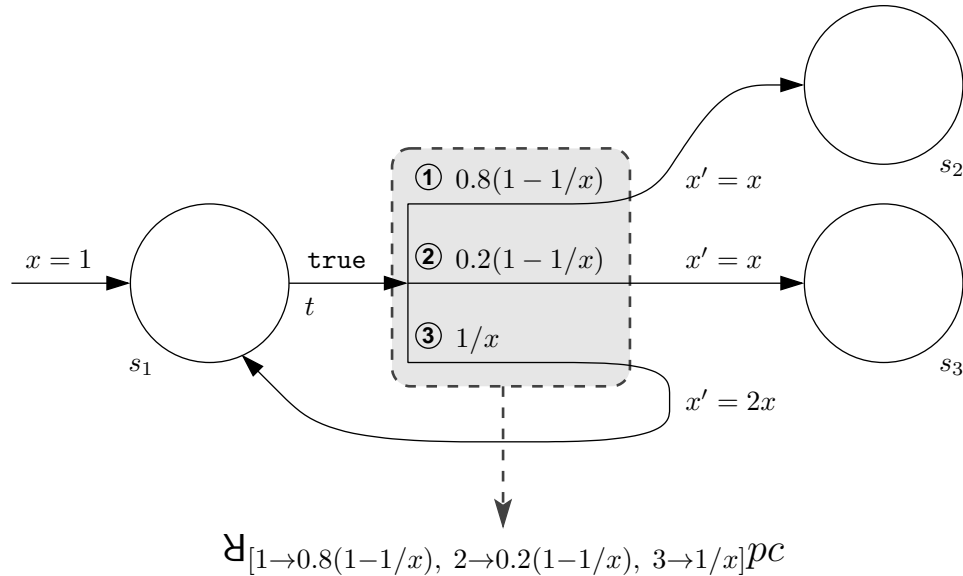 ① 0.8(1 − 1/x)
x′ = x
s₂
x = 1
true
② 0.2(1 − 1/x)
x′ = x
t
s₁
③ 1/x
s₃
x′ = 2x
Я[1→0.8(1−1/x), 2→0.2(1−1/x), 3→1/x]pc